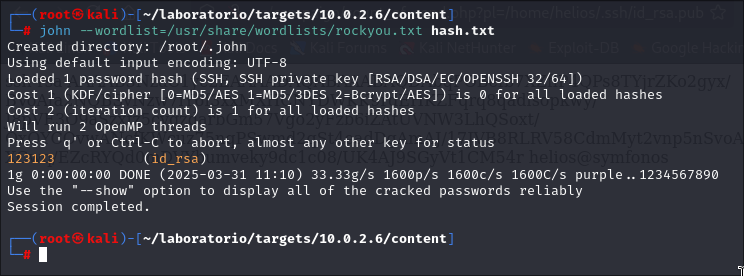 ┌──(root㉿kali)-[~/laboratorio/targets/10.0.2.6/content]
└─# john --wordlist=/usr/share/wordlists/rockyou.txt hash.txt
Created directory: /root/.john
Using default input encoding: UTF-8
Loaded 1 password hash (SSH, SSH private key [RSA/DSA/EC/OPENSSH 32/64])
Cost 1 (KDF/cipher [0=MD5/AES 1=MD5/3DES 2=Bcrypt/AES]) is 0 for all loaded hashes
Cost 2 (iteration count) is 1 for all loaded hashes
Will run 2 OpenMP threads
Press 'q' or Ctrl-C to abort, almost any other key for status
123123           (id_rsa)
1g 0:00:00:00 DONE (2025-03-31 11:10) 33.33g/s 1600p/s 1600c/s 1600C/s purple..1234567890
Use the "--show" option to display all of the cracked passwords reliably
Session completed.
┌──(root㉿kali)-[~/laboratorio/targets/10.0.2.6/content]
└─#